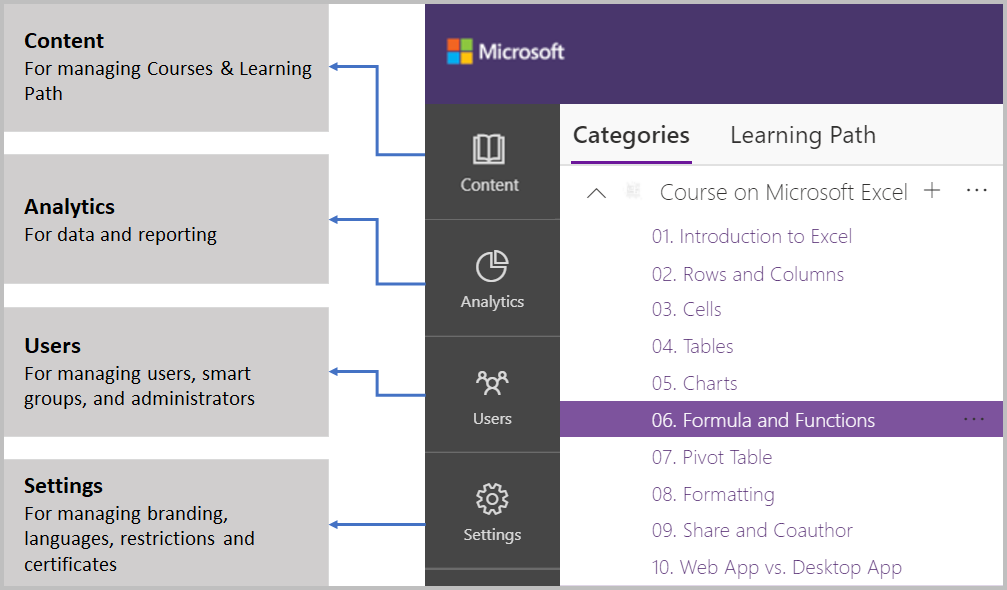 Content
For managing Courses & Learning
Path
Analytics
For data and reporting
Users
For managing users, smart
groups, and administrators
Settings
For managing branding,
languages, restrictions and
certificates
Microsoft
Content
Analytics
Users
Settings
Categories Learning Path
Course on Microsoft Excel
01. Introduction to Excel
02. Rows and Columns
03. Cells
04. Tables
05. Charts
06. Formula and Functions
07. Pivot Table
08. Formatting
09. Share and Coauthor
10. Web App vs. Desktop App